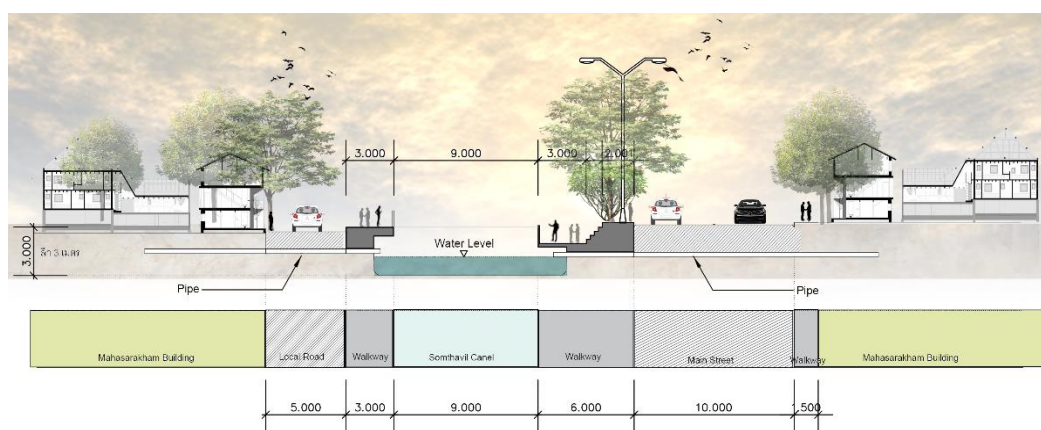 3.000 9.000 3.000 2.00
3.000
ลึก 3 เมตร
Water Level
Pipe
Pipe
Mahasarakham Building Local Road Walkway Somthavil Canel Walkway Main Street Walkway Mahasarakham Building
5.000 3.000 9.000 6.000 10.000 1.500